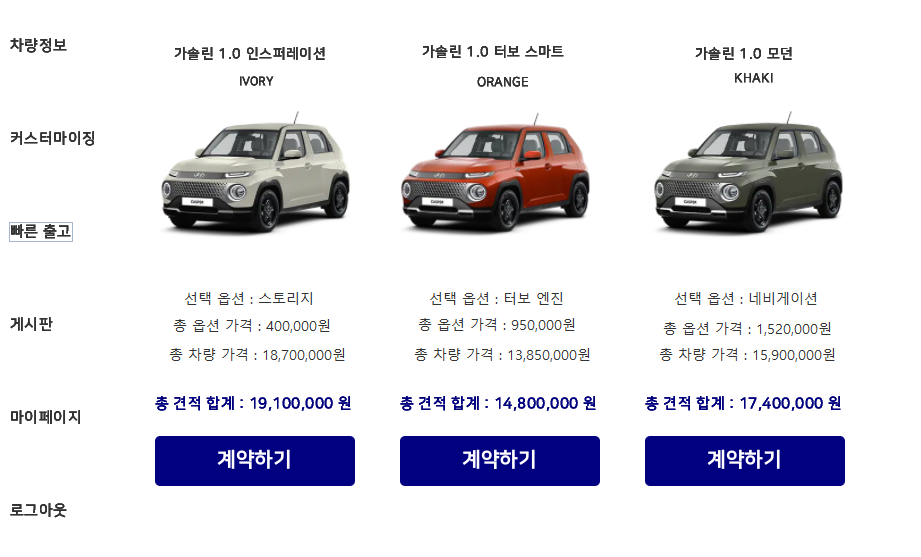 차량정보
커스터마이징
빠른 출고
게시판
마이페이지
로그아웃
가솔린 1.0 인스퍼레이션
IVORY
CASPER
선택 옵션 : 스토리지
총 옵션 가격 : 400,000원
총 차량 가격 : 18,700,000원
총 견적 합계 : 19,100,000 원
계약하기
가솔린 1.0 터보 스마트
ORANGE
CASPER
선택 옵션 : 터보 엔진
총 옵션 가격 : 950,000원
총 차량 가격 : 13,850,000원
총 견적 합계 : 14,800,000 원
계약하기
가솔린 1.0 모던
KHAKI
CASPER
선택 옵션 : 네비게이션
총 옵션 가격 : 1,520,000원
총 차량 가격 : 15,900,000원
총 견적 합계 : 17,400,000 원
계약하기